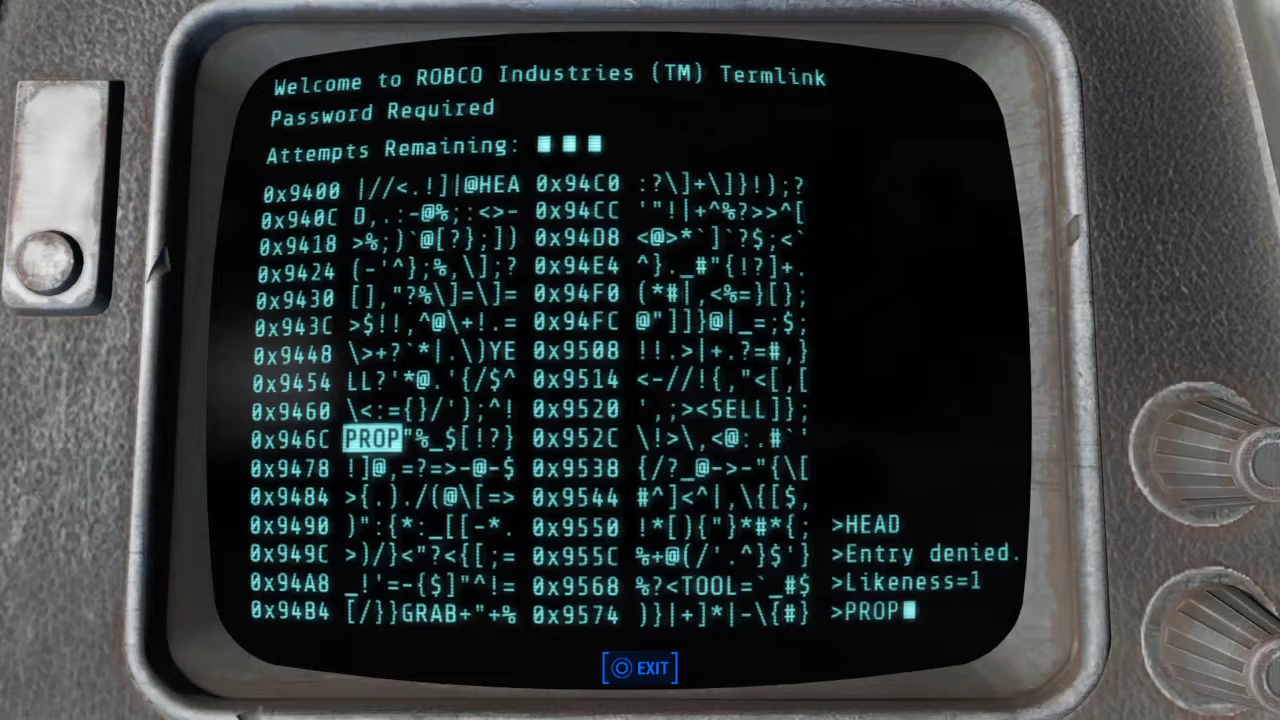 Welcome to ROBCO Industries (TM) Termlink
Password Required
Attempts Remaining: ■ ■ ■
0x9400 |//<.!]|@HEA 0x94C0 :?\]+\]}!);?
0x940C D,.:-@%;:<>- 0x94CC '"!|+^%?>>^[
0x9418 >%;)`@[?};]) 0x94D8 <@>*`]`?$;<`
0x9424 (-'^};%,\];? 0x94E4 ^}._#"{!?]+.
0x9430 [],"?%\]=\]= 0x94F0 (*#|,<%=}[};
0x943C >$!!,^@\+!.= 0x94FC @"]]}@|_=;$;
0x9448 \>+?`*|.\)YE 0x9508 !!.>|+.?=#,}
0x9454 LL?'*@.'{/$^ 0x9514 <-//!{,"<[,[
0x9460 \<:={}/');^! 0x9520 ',;><SELL]};
0x946C PROP"%_$[!?} 0x952C \!>\,<@:.#`'
0x9478 !]@,=?=>-@-$ 0x9538 {/?_@->-"{\[
0x9484 >{.)./(@\[=> 0x9544 #^]<^|,\{[$,
0x9490 )":{*:_[[-*. 0x9550 !*[){"}*#*{; >HEAD
0x949C >)/}<"?<{[;= 0x955C %+@(/'.^}$'} >Entry denied.
0x94A8 _!'=-{$]"^!= 0x9568 %?<TOOL=`_#$ >Likeness=1
0x94B4 [/}}GRAB+"+% 0x9574 )}|+]*|-\{#} >PROP■
EXIT